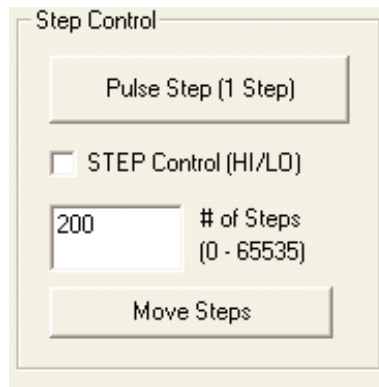 Step Control
Pulse Step (1 Step)
STEP Control (HI/LO)
200
# of Steps
(0 - 65535)
Move Steps